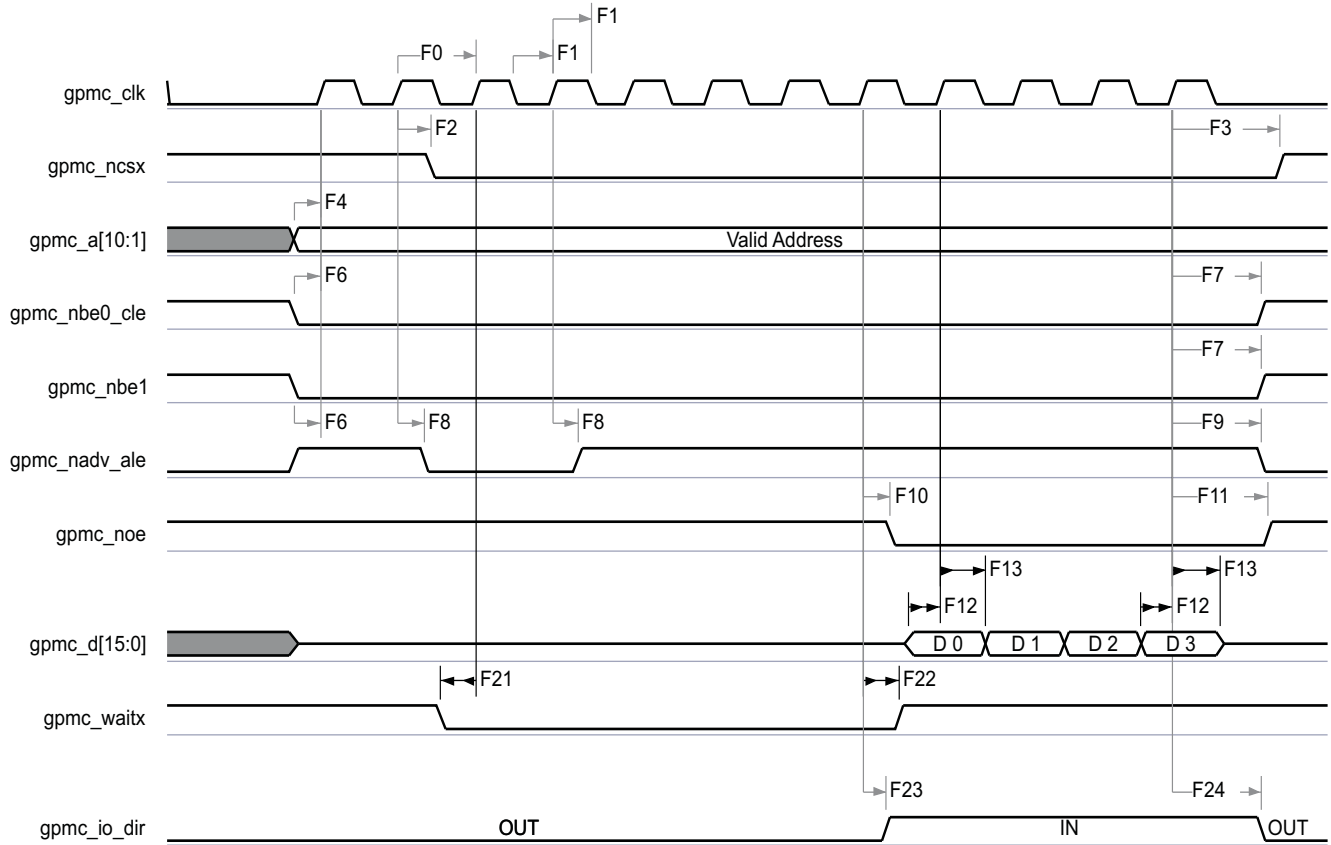 F1
F0
F1
gpmc_clk
F2
F3
gpmc_ncsx
F4
gpmc_a[10:1]
Valid Address
F6
F7
gpmc_nbe0_cle
F7
gpmc_nbe1
F6
F8
F8
F9
gpmc_nadv_ale
F10
F11
gpmc_noe
F13
F13
F12
F12
gpmc_d[15:0]
D 0
D 1
D 2
D 3
F21
F22
gpmc_waitx
F23
F24
gpmc_io_dir
OUT
IN
OUT